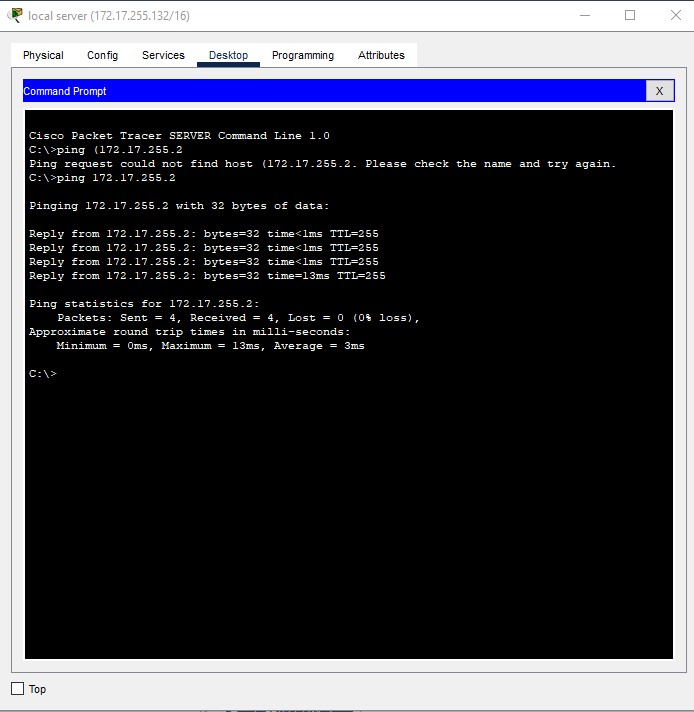 local server (172.17.255.132/16)
Physical Config Services Desktop Programming Attributes
Command Prompt X
Cisco Packet Tracer SERVER Command Line 1.0
C:\>ping (172.17.255.2
Ping request could not find host (172.17.255.2. Please check the name and try again.
C:\>ping 172.17.255.2
Pinging 172.17.255.2 with 32 bytes of data:
Reply from 172.17.255.2: bytes=32 time<1ms TTL=255
Reply from 172.17.255.2: bytes=32 time<1ms TTL=255
Reply from 172.17.255.2: bytes=32 time<1ms TTL=255
Reply from 172.17.255.2: bytes=32 time=13ms TTL=255
Ping statistics for 172.17.255.2:
Packets: Sent = 4, Received = 4, Lost = 0 (0% loss),
Approximate round trip times in milli-seconds:
Minimum = 0ms, Maximum = 13ms, Average = 3ms
C:\>
Top